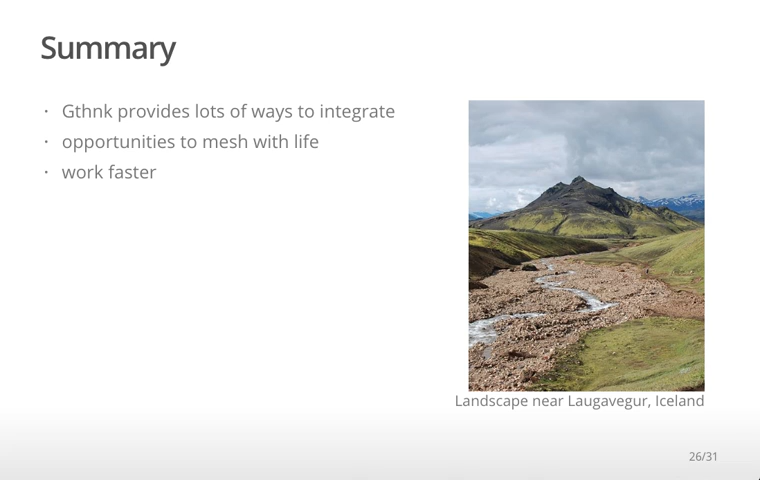 Summary
· Gthnk provides lots of ways to integrate
· opportunities to mesh with life
· work faster
Landscape near Laugavegur, Iceland
26/31